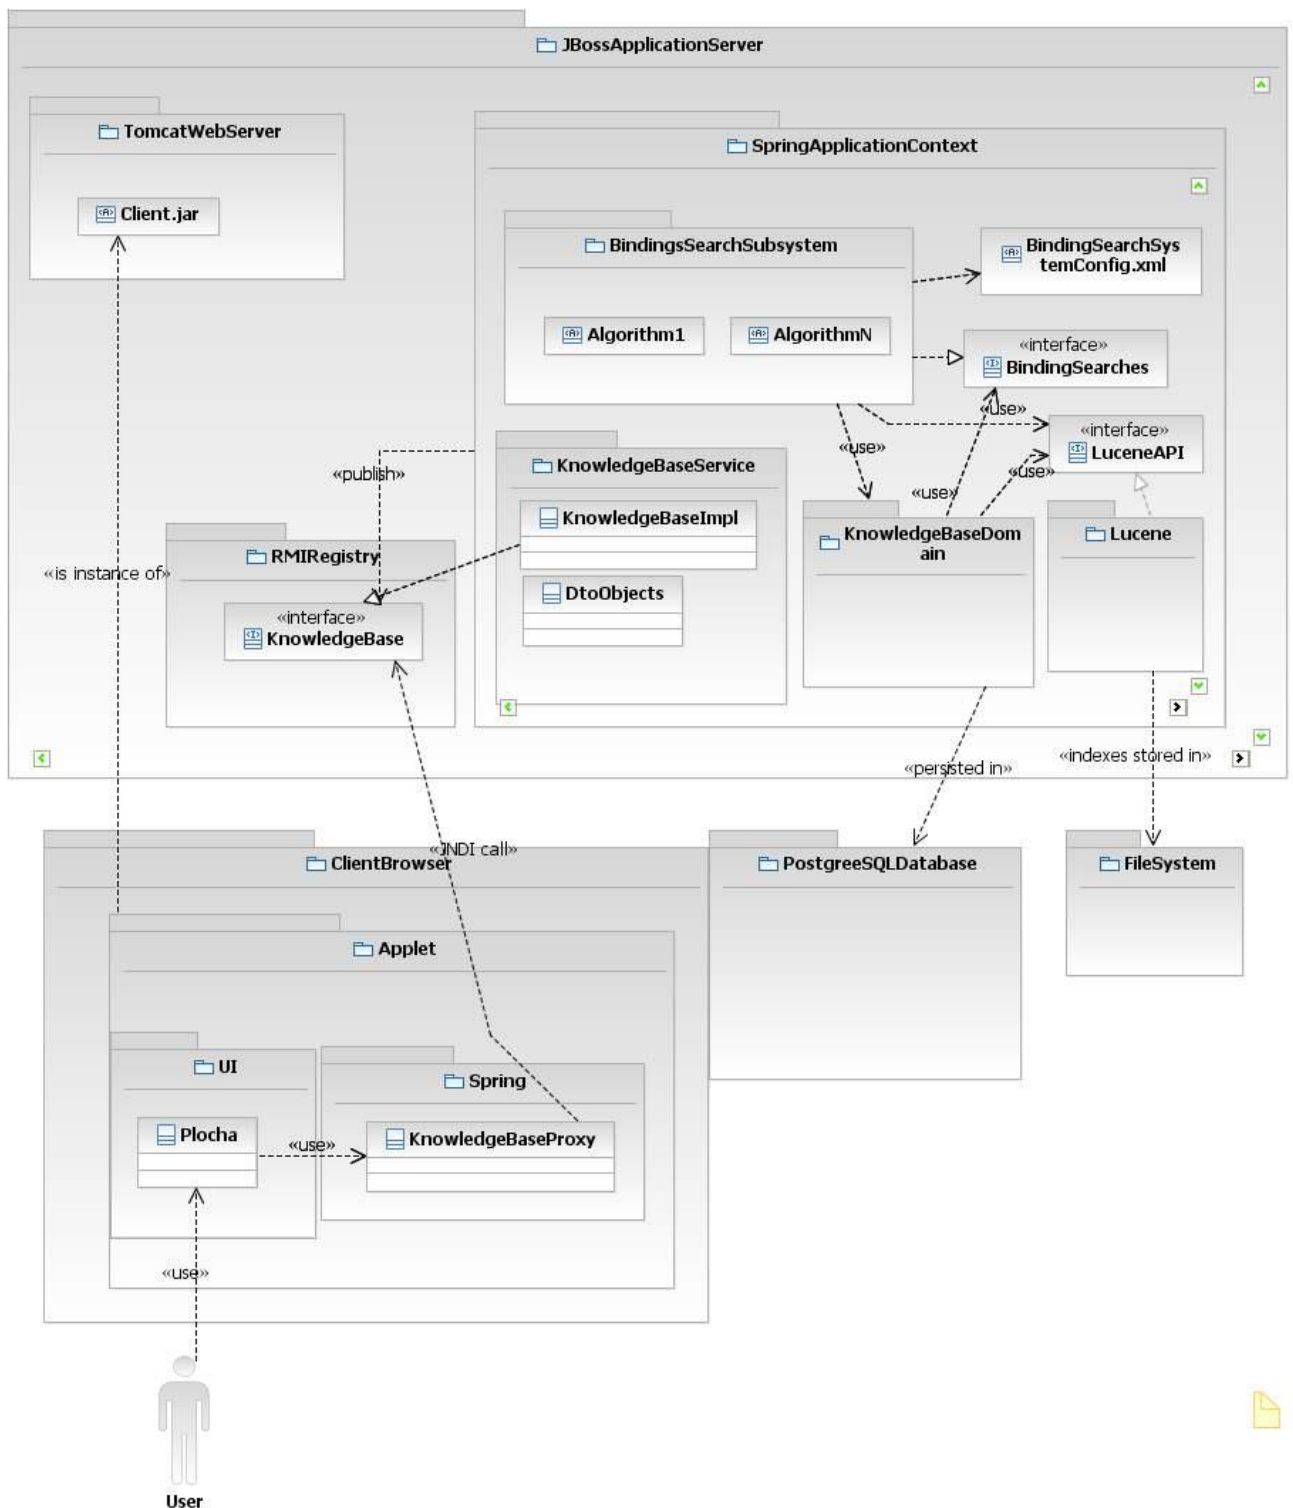 JBossApplicationServer
TomcatWebServer
Client.jar
SpringApplicationContext
BindingsSearchSubsystem
Algorithm1
AlgorithmN
BindingSearchSys
temConfig.xml
«interface»
BindingSearches
«use»
«use»
«interface»
LuceneAPI
«use»
«use»
«publish»
KnowledgeBaseService
KnowledgeBaseImpl
DtoObjects
KnowledgeBaseDom
ain
Lucene
RMIRegistry
«is instance of»
«interface»
KnowledgeBase
«persisted in»
«indexes stored in»
ClientBrowser
«JNDI call»
PostgreeSQLDatabase
FileSystem
Applet
UI
Spring
Plocha
«use»
KnowledgeBaseProxy
«use»
User